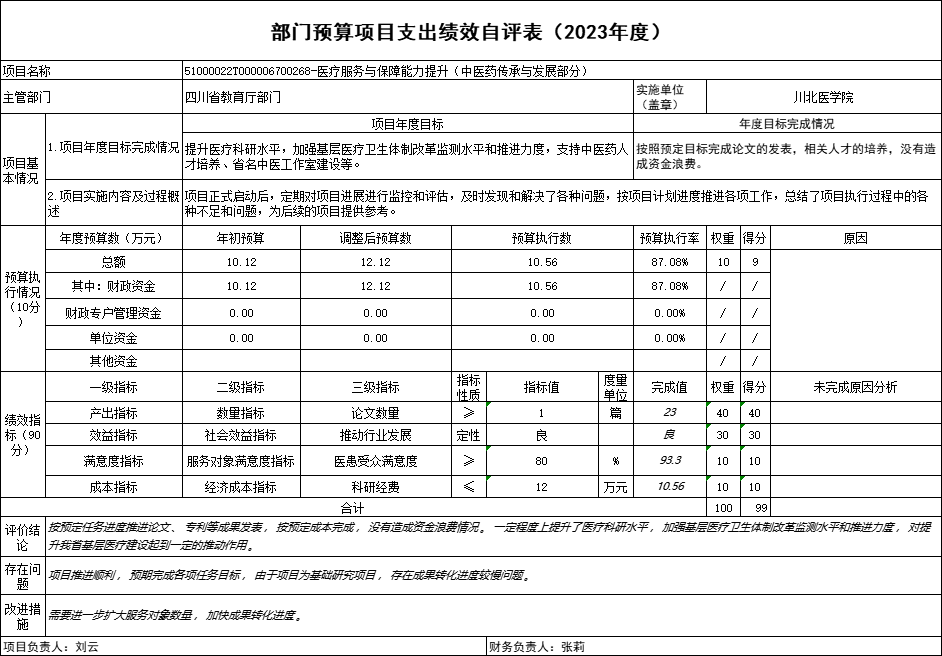 部门预算项目支出绩效自评表（2023年度）
项目名称 51000022T000006700268-医疗服务与保障能力提升（中医药传承与发展部分）
主管部门 四川省教育厅部门 实施单位（盖章） 川北医学院
项目基本情况
项目年度目标 年度目标完成情况
1.项目年度目标完成情况
提升医疗科研水平，加强基层医疗卫生体制改革监测水平和推进力度，支持中医药人
才培养、省名中医工作室建设等。
按照预定目标完成论文的发表，相关人才的培养，没有造
成资金浪费。
2.项目实施内容及过程概
述
项目正式启动后，定期对项目进展进行监控和评估，及时发现和解决了各种问题，按项目计划进度推进各项工作，总结了项目执行过程中的各
种不足和问题，为后续的项目提供参考。
预算执行情况（10分）
年度预算数（万元） 年初预算 调整后预算数 预算执行数 预算执行率 权重 得分 原因
总额 10.12 12.12 10.56 87.08% 10 9
其中：财政资金 10.12 12.12 10.56 87.08% / /
财政专户管理资金 0.00 0.00 0.00 0.00% / /
单位资金 0.00 0.00 0.00 0.00% / /
其他资金 / /
绩效指标（90分）
一级指标 二级指标 三级指标 指标性质 指标值 度量单位 完成值 权重 得分 未完成原因分析
产出指标 数量指标 论文数量 ≥ 1 篇 23 40 40
效益指标 社会效益指标 推动行业发展 定性 良 良 30 30
满意度指标 服务对象满意度指标 医患受众满意度 ≥ 80 % 93.3 10 10
成本指标 经济成本指标 科研经费 ≤ 12 万元 10.56 10 10
合计 100 99
评价结论
按预定任务进度推进论文、专利等成果发表，按预定成本完成，没有造成资金浪费情况。一定程度上提升了医疗科研水平，加强基层医疗卫生体制改革监测水平和推进力度，对提
升我省基层医疗建设起到一定的推动作用。
存在问题
项目推进顺利，预期完成各项任务目标，由于项目为基础研究项目，存在成果转化进度较慢问题。
改进措施
需要进一步扩大服务对象数量，加快成果转化进度。
项目负责人：刘云 财务负责人：张莉